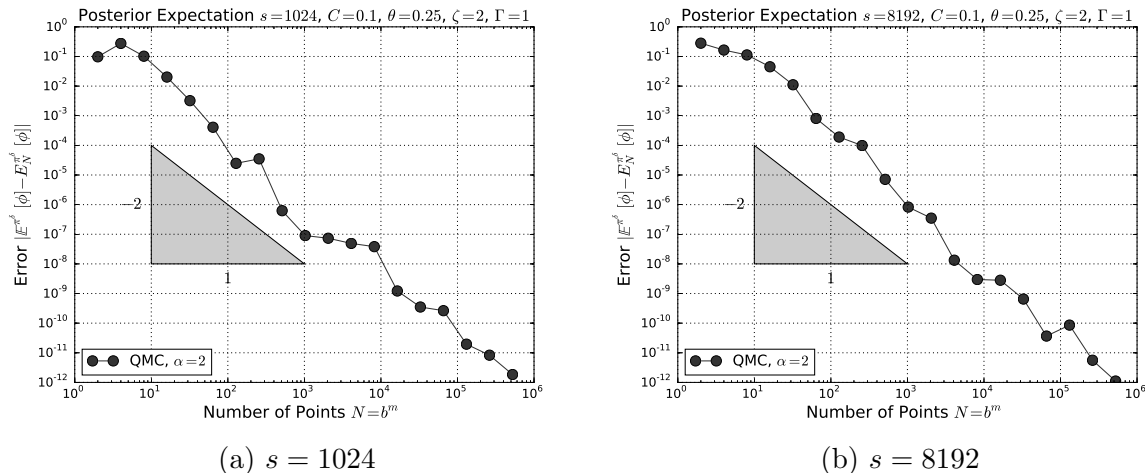 Posterior Expectation s=1024, C=0.1, θ=0.25, ζ=2, Γ=1
10^0
10^-1
10^-2
10^-3
10^-4
10^-5
10^-6
10^-7
10^-8
10^-9
10^-10
10^-11
10^-12
Error |𝔼^{π^δ}[ϕ]−E_N^{π^δ}[ϕ]|
−2
1
QMC, α=2
10^0 10^1 10^2 10^3 10^4 10^5 10^6
Number of Points N=b^m
(a) s = 1024
Posterior Expectation s=8192, C=0.1, θ=0.25, ζ=2, Γ=1
10^0
10^-1
10^-2
10^-3
10^-4
10^-5
10^-6
10^-7
10^-8
10^-9
10^-10
10^-11
10^-12
Error |𝔼^{π^δ}[ϕ]−E_N^{π^δ}[ϕ]|
−2
1
QMC, α=2
10^0 10^1 10^2 10^3 10^4 10^5 10^6
Number of Points N=b^m
(b) s = 8192